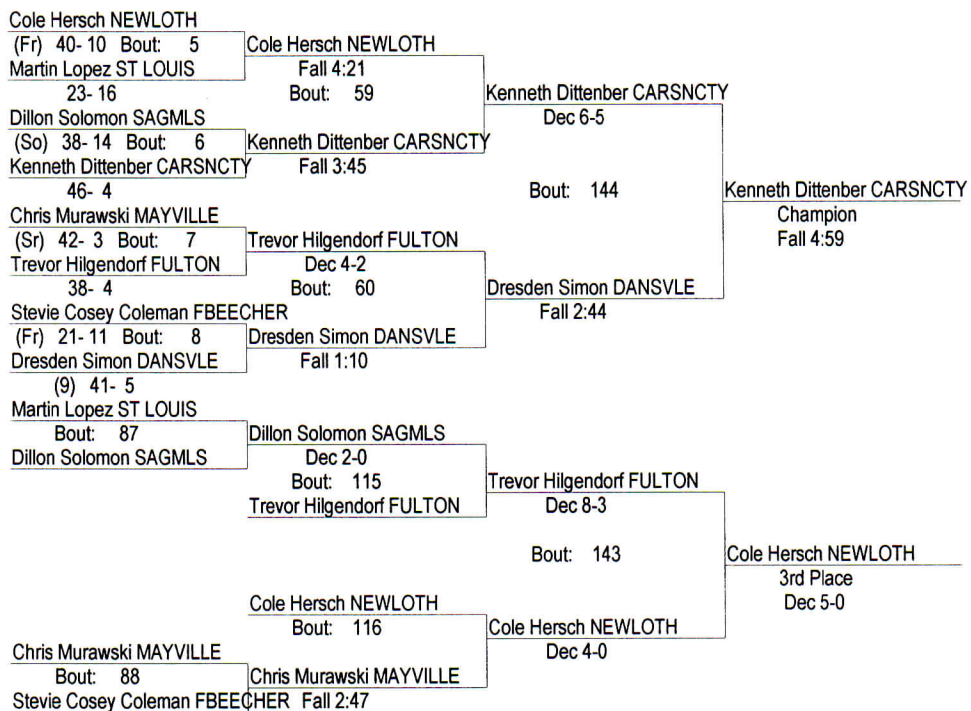 Cole Hersch NEWLOTH
(Fr) 40- 10 Bout: 5
Cole Hersch NEWLOTH
Martin Lopez ST LOUIS
Fall 4:21
23- 16
Bout: 59
Kenneth Dittenber CARSNCTY
Dillon Solomon SAGMLS
Dec 6-5
(So) 38- 14 Bout: 6
Kenneth Dittenber CARSNCTY
Kenneth Dittenber CARSNCTY
Fall 3:45
46- 4
Bout: 144
Kenneth Dittenber CARSNCTY
Chris Murawski MAYVILLE
Champion
(Sr) 42- 3 Bout: 7
Trevor Hilgendorf FULTON
Fall 4:59
Trevor Hilgendorf FULTON
Dec 4-2
38- 4
Bout: 60
Dresden Simon DANSVLE
Stevie Cosey Coleman FBEECHER
Fall 2:44
(Fr) 21- 11 Bout: 8
Dresden Simon DANSVLE
Dresden Simon DANSVLE
Fall 1:10
(9) 41- 5
Martin Lopez ST LOUIS
Bout: 87
Dillon Solomon SAGMLS
Dillon Solomon SAGMLS
Dec 2-0
Bout: 115
Trevor Hilgendorf FULTON
Trevor Hilgendorf FULTON
Dec 8-3
Bout: 143
Cole Hersch NEWLOTH
3rd Place
Dec 5-0
Cole Hersch NEWLOTH
Bout: 116
Cole Hersch NEWLOTH
Dec 4-0
Chris Murawski MAYVILLE
Bout: 88
Chris Murawski MAYVILLE
Stevie Cosey Coleman FBEECHER Fall 2:47